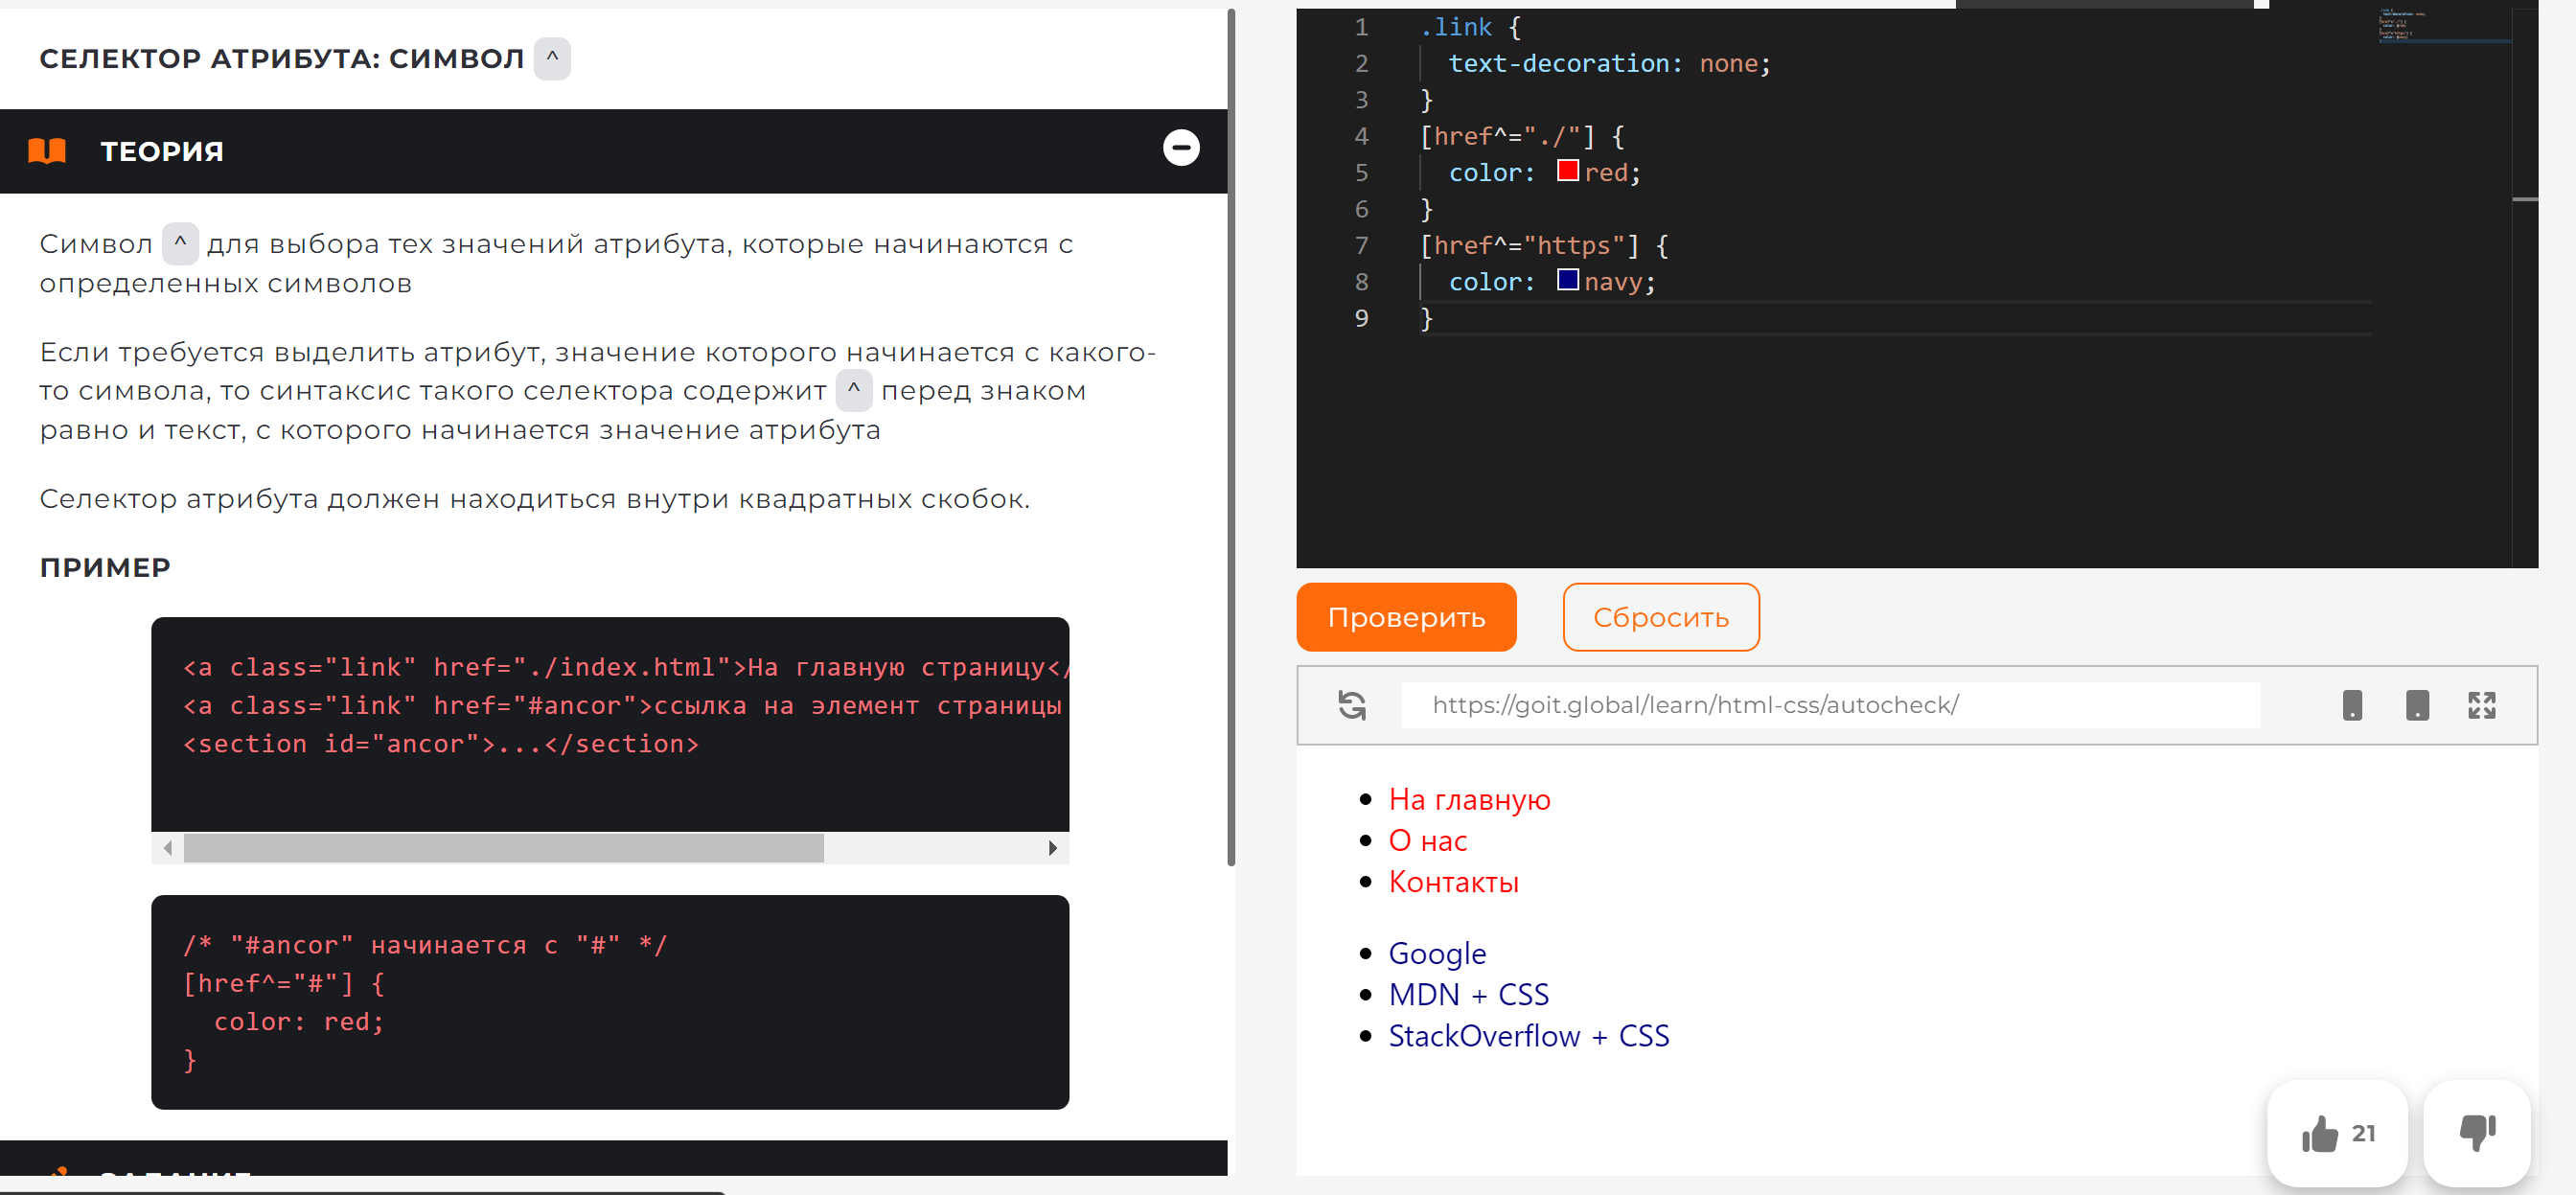 СЕЛЕКТОР АТРИБУТА: СИМВОЛ ^
ТЕОРИЯ
Символ ^ для выбора тех значений атрибута, которые начинаются с
определенных символов
Если требуется выделить атрибут, значение которого начинается с какого-
то символа, то синтаксис такого селектора содержит ^ перед знаком
равно и текст, с которого начинается значение атрибута
Селектор атрибута должен находиться внутри квадратных скобок.
ПРИМЕР
<a class="link" href="./index.html">На главную страницу</
<a class="link" href="#ancor">ссылка на элемент страницы
<section id="ancor">...</section>
/* "#ancor" начинается с "#" */
[href^="#"] {
color: red;
}
1 .link {
2 text-decoration: none;
3 }
4 [href^="./"] {
5 color: red;
6 }
7 [href^="https"] {
8 color: navy;
9 }
Проверить
Сбросить
https://goit.global/learn/html-css/autocheck/
На главную
О нас
Контакты
Google
MDN + CSS
StackOverflow + CSS
21